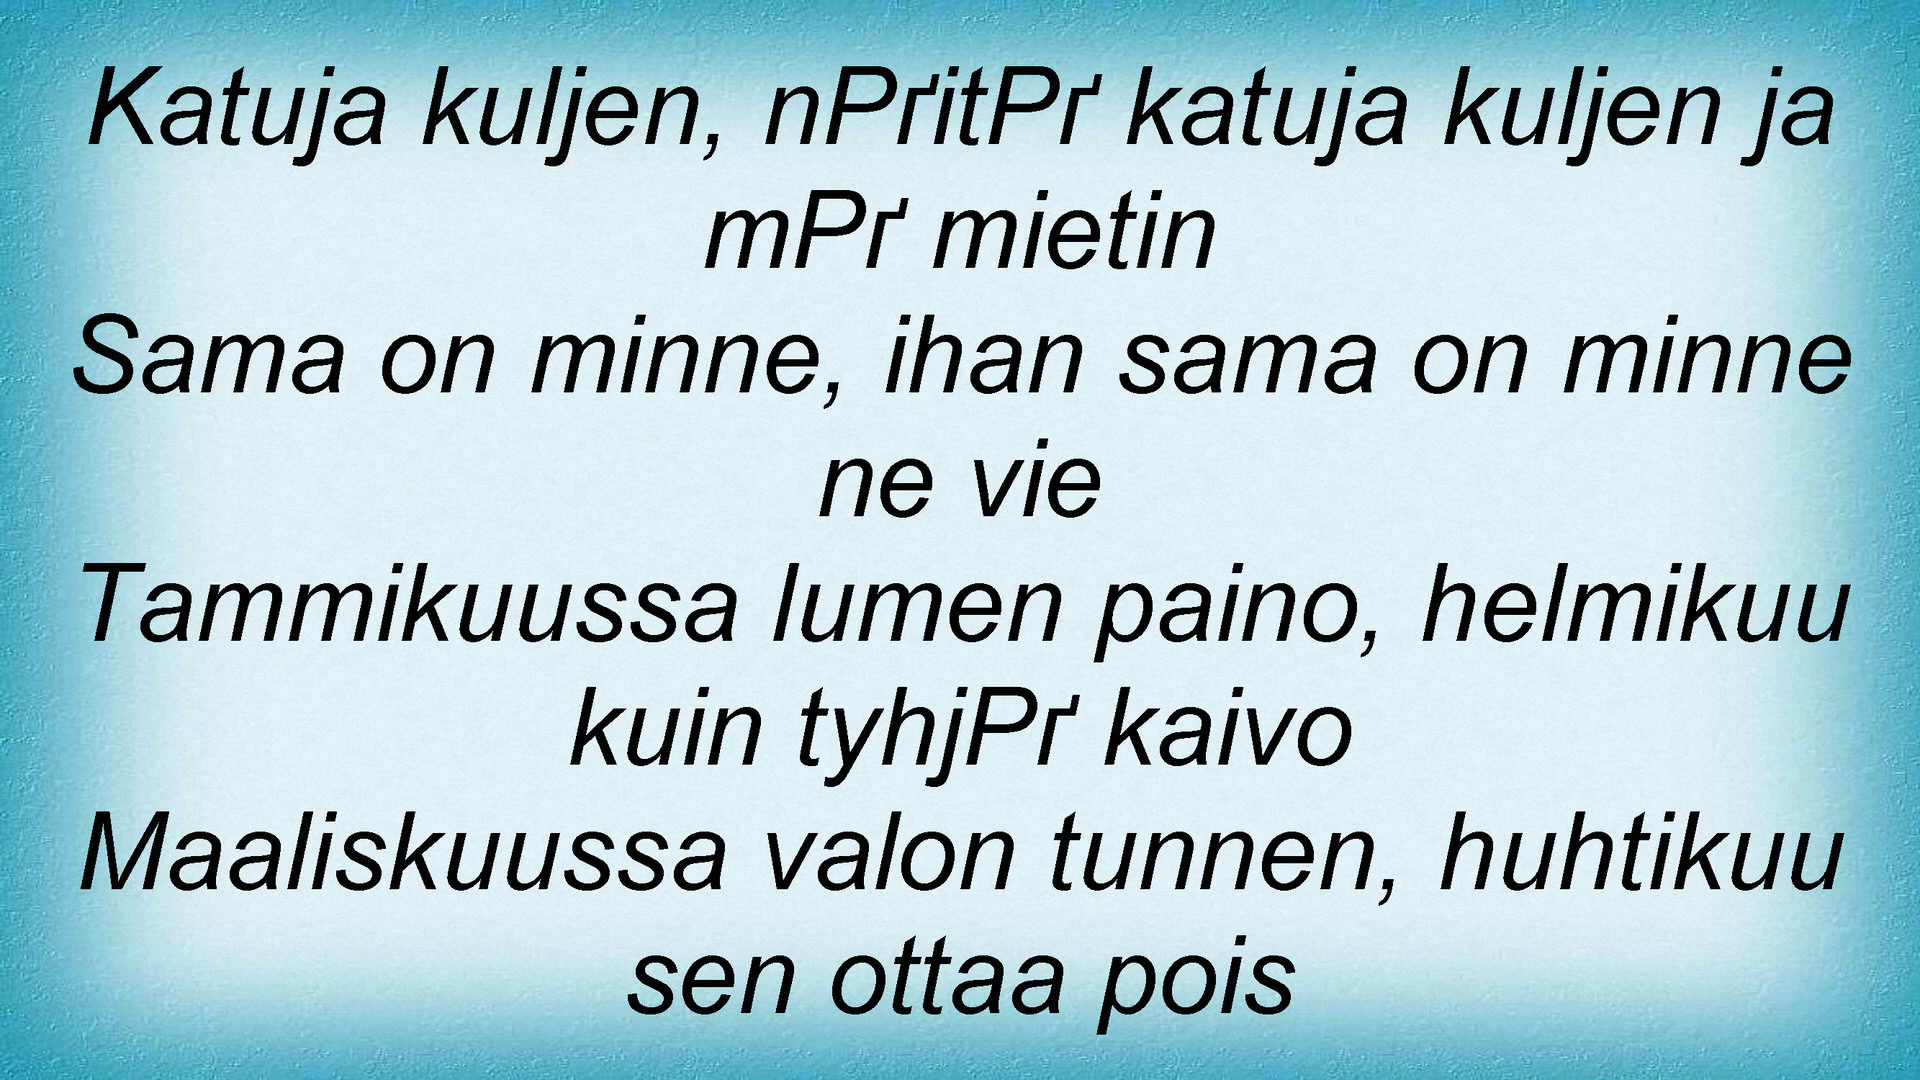 Katuja kuljen, nPґitPґ katuja kuljen ja
mPґ mietin
Sama on minne, ihan sama on minne
ne vie
Tammikuussa lumen paino, helmikuu
kuin tyhjPґ kaivo
Maaliskuussa valon tunnen, huhtikuu
sen ottaa pois